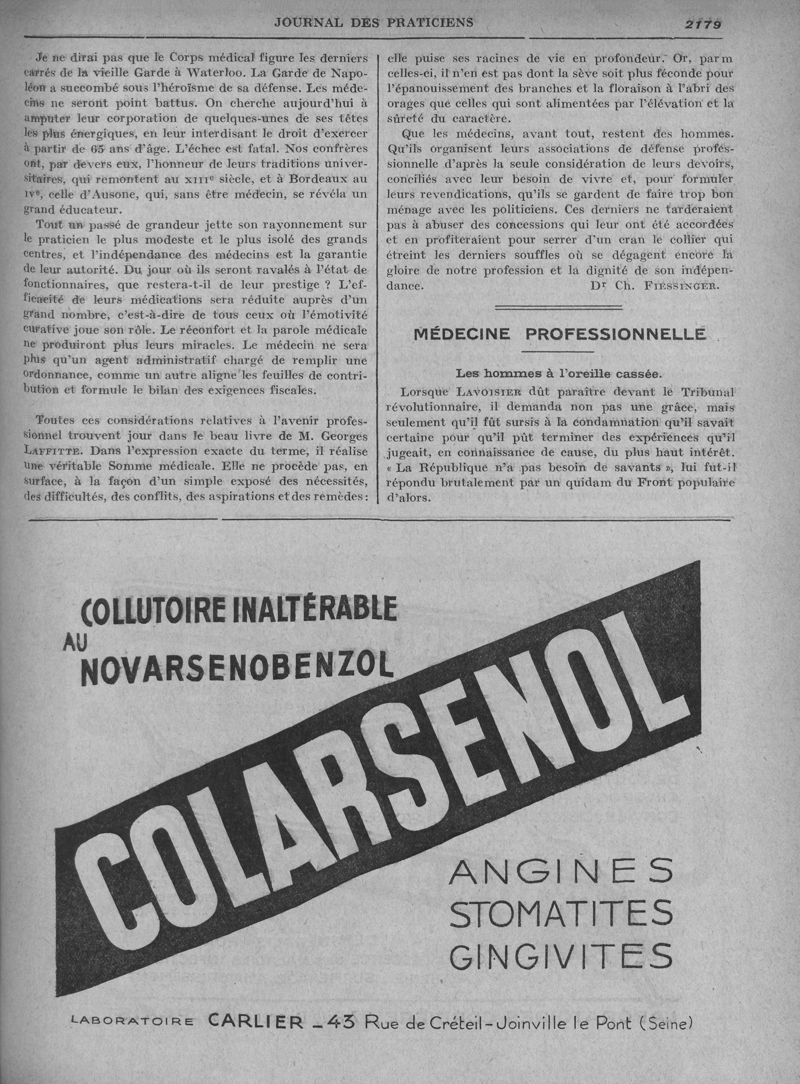 JOURNAL DES PRATICIENS
2179
Je ne dirai pas que le Corps médical figure les derniers
carrés de la vieille Garde à Waterloo. La Garde de Napo-
léon a succombé sous l'héroïsme de sa défense. Les méde-
cins ne seront point battus. On cherche aujourd'hui à
amputer leur corporation de quelques-unes de ses têtes
les plus énergiques, en leur interdisant le droit d'exercer
à partir de 65 ans d'âge. L'échec est fatal. Nos confrères
ont, par devers eux, l'honneur de leurs traditions univer-
sitaires, qui remontent au XIIIe siècle, et à Bordeaux au
IVe, celle d'Ausone, qui, sans être médecin, se révéla un
grand éducateur.
Tout un passé de grandeur jette son rayonnement sur
le praticien le plus modeste et le plus isolé des grands
centres, et l'indépendance des médecins est la garantie
de leur autorité. Du jour où ils seront ravalés à l'état de
fonctionnaires, que restera-t-il de leur prestige ? L'ef-
ficacité de leurs médications sera réduite auprès d'un
grand nombre, c'est-à-dire de tous ceux où l'émotivité
curative joue son rôle. Le réconfort et la parole médicale
ne produiront plus leurs miracles. Le médecin ne sera
plus qu'un agent administratif chargé de remplir une
ordonnance, comme un autre aligne les feuilles de contri-
bution et formule le bilan des exigences fiscales.
Toutes ces considérations relatives à l'avenir profes-
sionnel trouvent jour dans le beau livre de M. Georges
LAFFITTE. Dans l'expression exacte du terme, il réalise
une véritable Somme médicale. Elle ne procède pas, en
surface, à la façon d'un simple exposé des nécessités,
des difficultés, des conflits, des aspirations et des remèdes :
elle puise ses racines de vie en profondeur. Or, parm
celles-ci, il n'en est pas dont la sève soit plus féconde pour
l'épanouissement des branches et la floraison à l'abri des
orages que celles qui sont alimentées par l'élévation et la
sûreté du caractère.
Que les médecins, avant tout, restent des hommes.
Qu'ils organisent leurs associations de défense profes-
sionnelle d'après la seule considération de leurs devoirs,
conciliés avec leur besoin de vivre et, pour formuler
leurs revendications, qu'ils se gardent de faire trop bon
ménage avec les politiciens. Ces derniers ne tarderaient
pas à abuser des concessions qui leur ont été accordées
et en profiteraient pour serrer d'un cran le collier qui
étreint les derniers souffles où se dégagent encore la
gloire de notre profession et la dignité de son indépen-
dance. Dr Ch. FIESSINGER.
MÉDECINE PROFESSIONNELLE
Les hommes à l'oreille cassée.
Lorsque LAVOISIER dût paraître devant le Tribunal
révolutionnaire, il demanda non pas une grâce, mais
seulement qu'il fût sursis à la condamnation qu'il savait
certaine pour qu'il pût terminer des expériences qu'il
jugeait, en connaissance de cause, du plus haut intérêt.
« La République n'a pas besoin de savants », lui fut-il
répondu brutalement par un quidam du Front populaire
d'alors.
COLLUTOIRE INALTÉRABLE
AU
NOVARSENOBENZOL
COLARSENOL
ANGINES
STOMATITES
GINGIVITES
LABORATOIRE CARLIER _ 43 Rue de Créteil - Joinville le Pont (Seine)